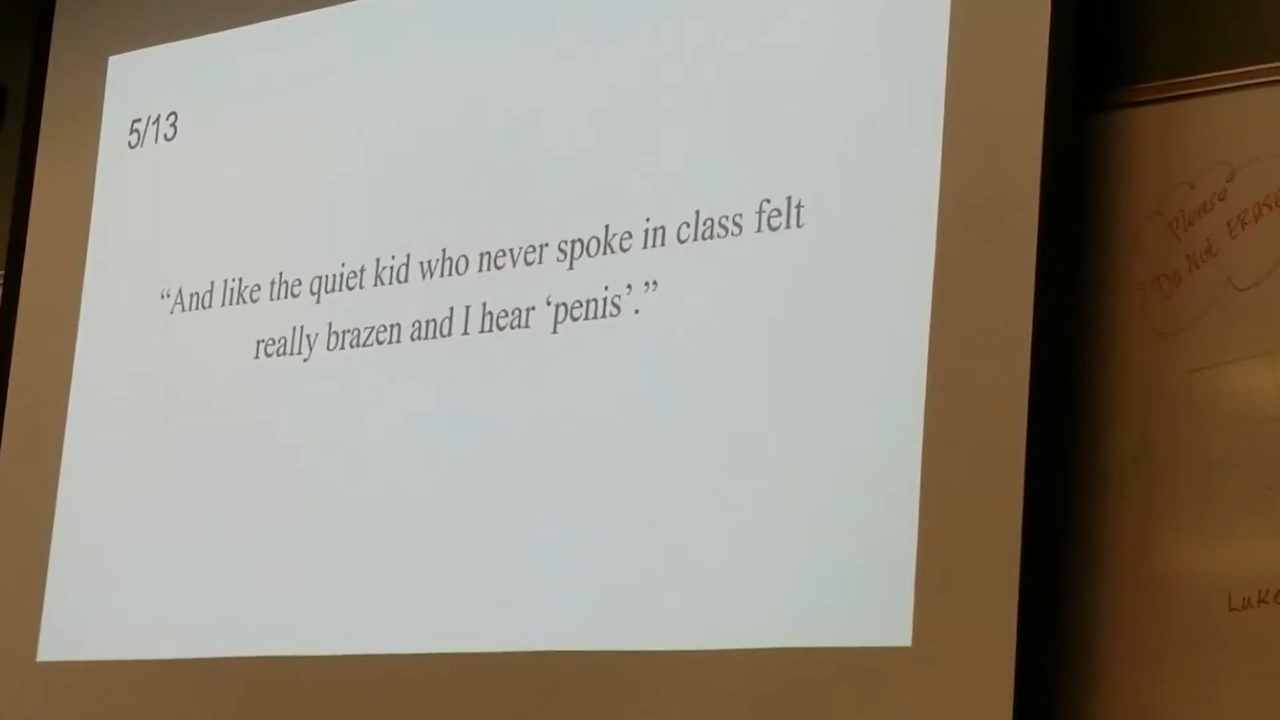 5/13
“And like the quiet kid who never spoke in class felt
really brazen and I hear ‘penis’.”
Please
Do Not ERASE
Luke